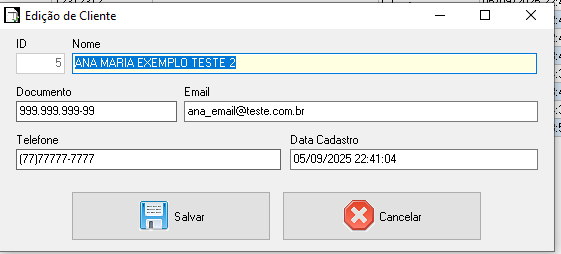 Edição de Cliente
ID Nome
5 ANA MARIA EXEMPLO TESTE 2
Documento Email
999.999.999-99 ana_email@teste.com.br
Telefone Data Cadastro
(77)77777-7777 05/09/2025 22:41:04
Salvar Cancelar